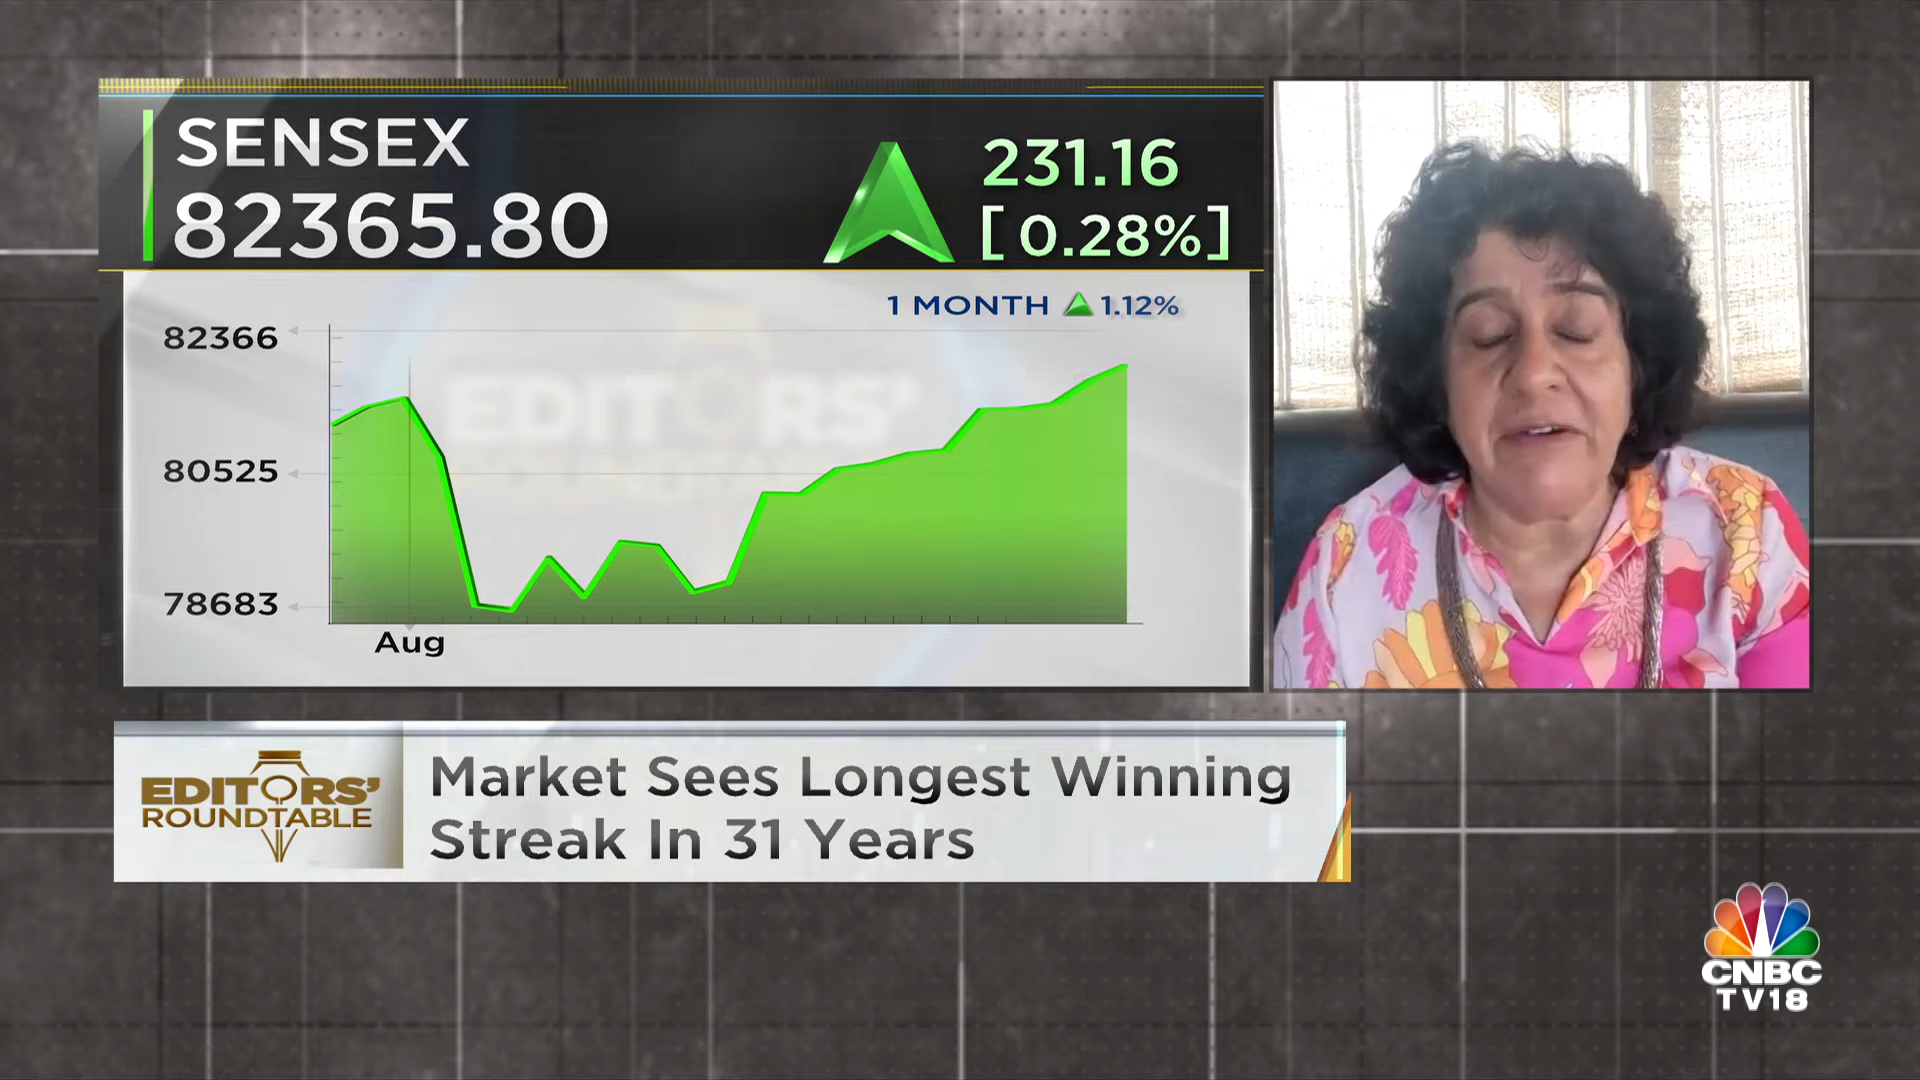 SENSEX
82365.80
231.16
[ 0.28%]
1 MONTH 1.12%
82366
80525
78683
Aug
EDITORS'
EDITORS'
ROUNDTABLE
Market Sees Longest Winning
Streak In 31 Years
CNBC
TV18